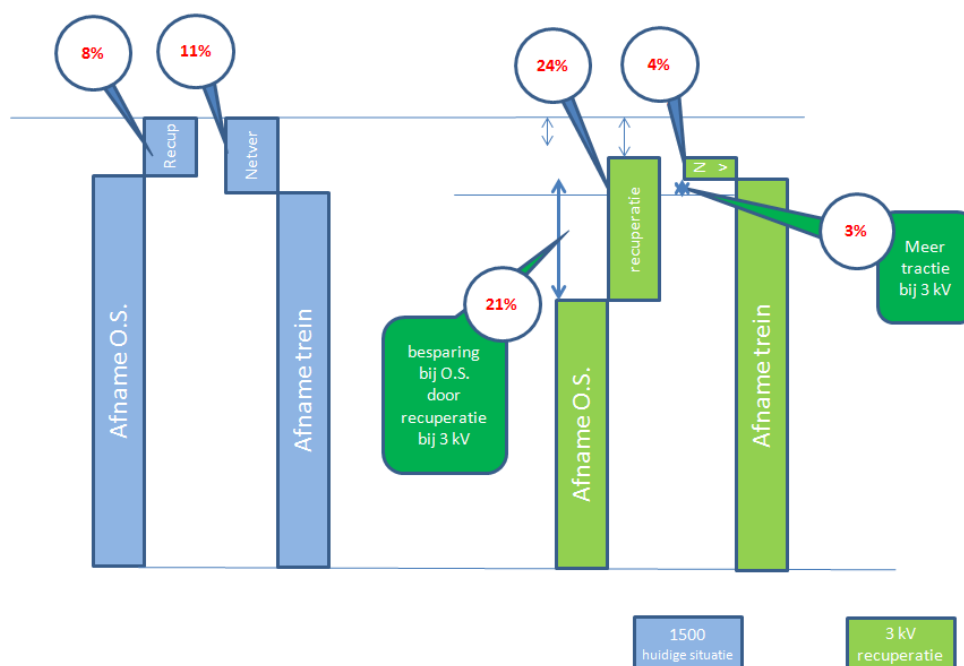 8%
11%
24%
4%
Recup
Netver
N
v
recuperatie
3%
Meer
tractie
bij 3 kV
21%
besparing
bij O.S.
door
recuperatie
bij 3 kV
Afname O.S.
Afname trein
Afname O.S.
Afname trein
1500
huidige situatie
3 kV
recuperatie